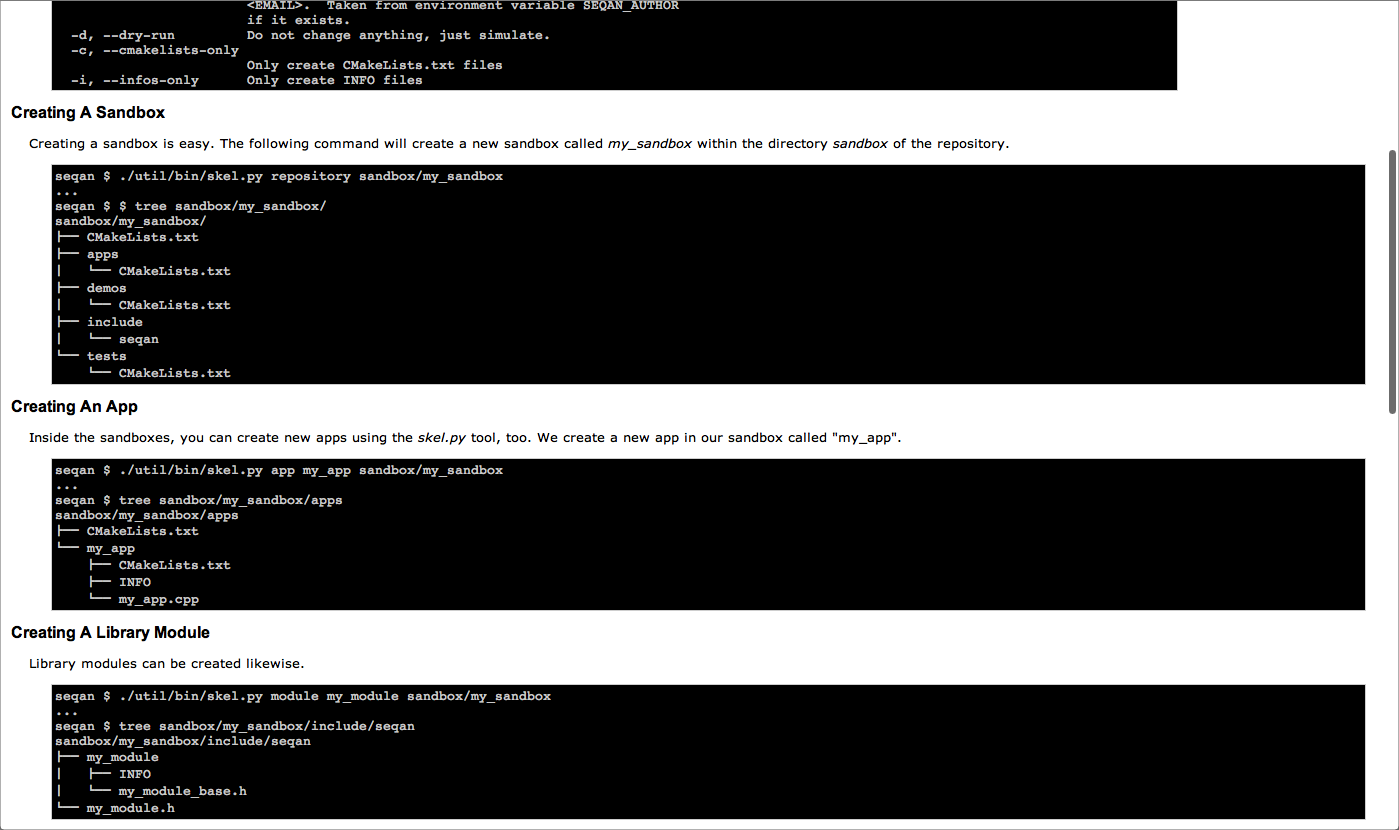 <EMAIL>.  Taken from environment variable SEQAN_AUTHOR
if it exists.
-d, --dry-run         Do not change anything, just simulate.
-c, --cmakelists-only
Only create CMakeLists.txt files
-i, --infos-only      Only create INFO files
Creating A Sandbox
Creating a sandbox is easy. The following command will create a new sandbox called my_sandbox within the directory sandbox of the repository.
seqan $ ./util/bin/skel.py repository sandbox/my_sandbox
...
seqan $ $ tree sandbox/my_sandbox/
sandbox/my_sandbox/
├── CMakeLists.txt
├── apps
│   └── CMakeLists.txt
├── demos
│   └── CMakeLists.txt
├── include
│   └── seqan
└── tests
    └── CMakeLists.txt
Creating An App
Inside the sandboxes, you can create new apps using the skel.py tool, too. We create a new app in our sandbox called "my_app".
seqan $ ./util/bin/skel.py app my_app sandbox/my_sandbox
...
seqan $ tree sandbox/my_sandbox/apps
sandbox/my_sandbox/apps
├── CMakeLists.txt
└── my_app
    ├── CMakeLists.txt
    ├── INFO
    └── my_app.cpp
Creating A Library Module
Library modules can be created likewise.
seqan $ ./util/bin/skel.py module my_module sandbox/my_sandbox
...
seqan $ tree sandbox/my_sandbox/include/seqan
sandbox/my_sandbox/include/seqan
├── my_module
│   ├── INFO
│   └── my_module_base.h
└── my_module.h